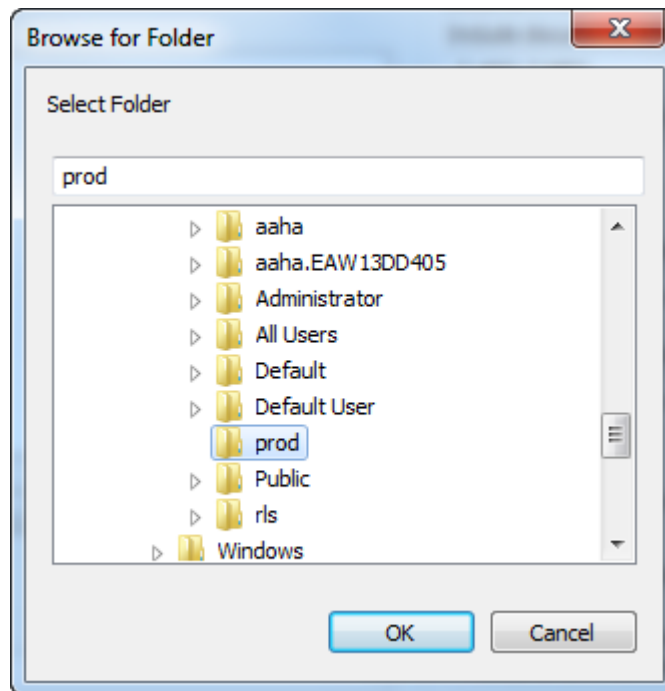 Browse for Folder
Select Folder
prod
aaha
aaha.EAW13DD405
Administrator
All Users
Default
Default User
prod
Public
rls
Windows
OK Cancel